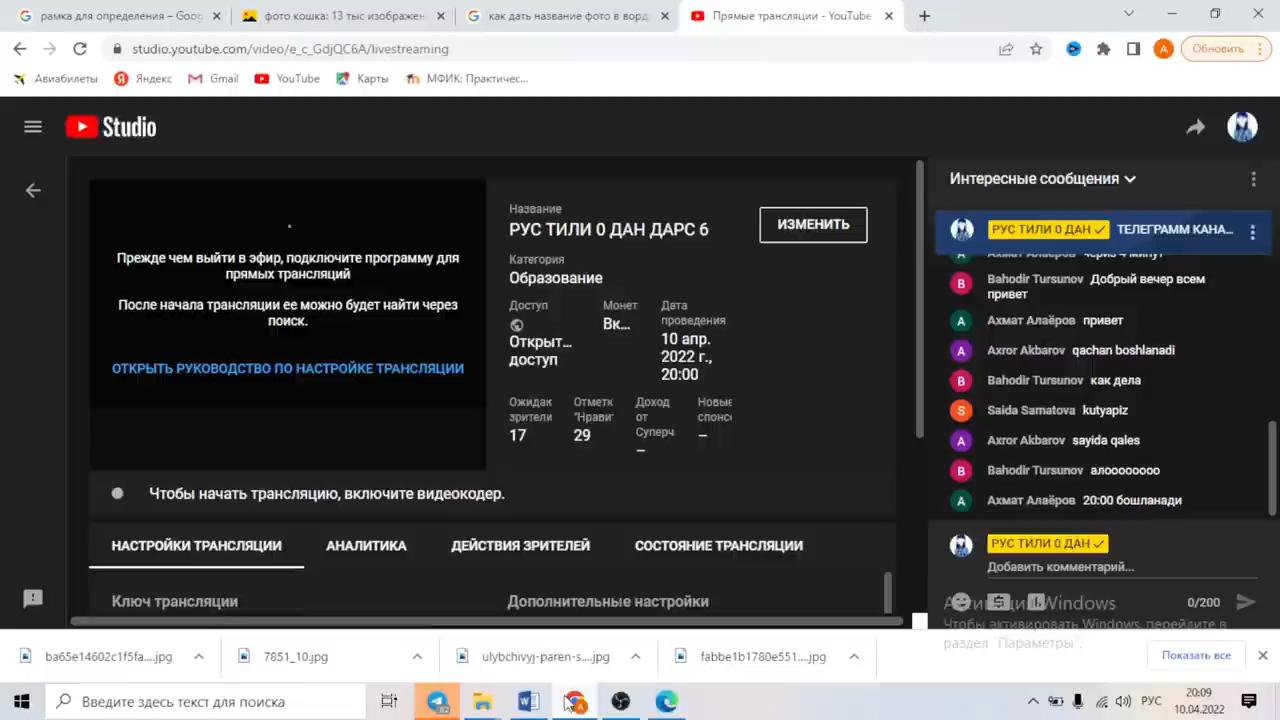 рамка для определения – Goog
фото кошка: 13 тыс изображен
как дать название фото в ворд
Прямые трансляции - YouTube
studio.youtube.com/video/e_c_GdjQC6A/livestreaming
Обновить
Авиабилеты
Яндекс
Gmail
YouTube
Карты
МФИК: Практичес...
Studio
Прежде чем выйти в эфир, подключите программу для
прямых трансляций
После начала трансляции ее можно будет найти через
поиск.
ОТКРЫТЬ РУКОВОДСТВО ПО НАСТРОЙКЕ ТРАНСЛЯЦИИ
Название
РУС ТИЛИ 0 ДАН ДАРС 6
ИЗМЕНИТЬ
Категория
Образование
Доступ
Открыт...
доступ
Монет
Вк...
Дата
проведения
10 апр.
2022 г.,
20:00
Ожидак
зрители
17
Отметк
"Нрави
29
Доход
от
Суперч
–
Новые
спонс
–
Чтобы начать трансляцию, включите видеокодер.
НАСТРОЙКИ ТРАНСЛЯЦИИ
АНАЛИТИКА
ДЕЙСТВИЯ ЗРИТЕЛЕЙ
СОСТОЯНИЕ ТРАНСЛЯЦИИ
Ключ трансляции
Дополнительные настройки
Интересные сообщения
РУС ТИЛИ 0 ДАН ТЕЛЕГРАММ КАНА...
Ахмат Алаёров через 4 минут
Bahodir Tursunov Добрый вечер всем
привет
Ахмат Алаёров привет
Axror Akbarov qachan boshlanadi
Bahodir Tursunov как дела
Saida Samatova kutyapiz
Axror Akbarov sayida qales
Bahodir Tursunov алоооооооо
Ахмат Алаёров 20:00 бошланади
РУС ТИЛИ 0 ДАН
Добавить комментарий...
0/200
Активация Windows
Чтобы активировать Windows, перейдите в
раздел "Параметры".
ba65e14602c1f5fa....jpg
7851_10.jpg
ulybchivyj-paren-s....jpg
fabbe1b1780e551....jpg
Показать все
Введите здесь текст для поиска
РУС
20:09
10.04.2022